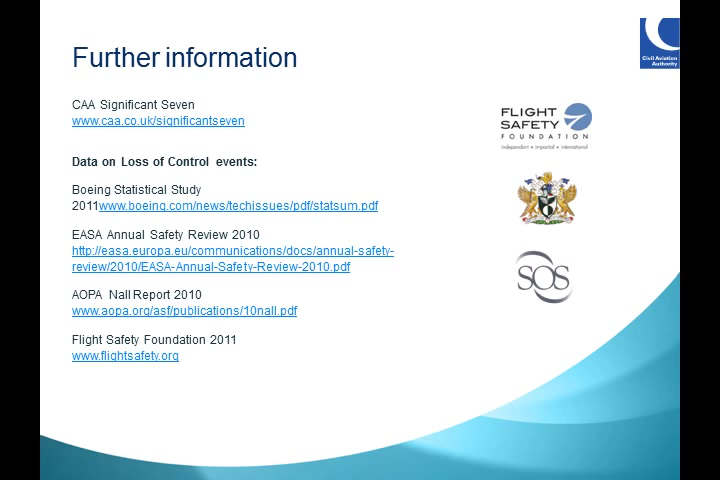 Further information
Civil Aviation
Authority
CAA Significant Seven
www.caa.co.uk/significantseven
FLIGHT
SAFETY
FOUNDATION
independent • impartial • international
Data on Loss of Control events:
Boeing Statistical Study
2011www.boeing.com/news/techissues/pdf/statsum.pdf
EASA Annual Safety Review 2010
http://easa.europa.eu/communications/docs/annual-safety-
review/2010/EASA-Annual-Safety-Review-2010.pdf
SOS
AOPA Nall Report 2010
www.aopa.org/asf/publications/10nall.pdf
Flight Safety Foundation 2011
www.flightsafety.org